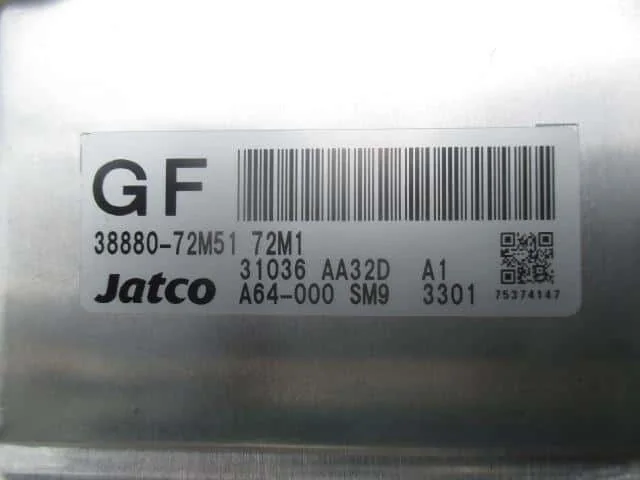 GF
38880-72M51 72M1
31036 AA32D A1
Jatco A64-000 SM9 3301
75374147